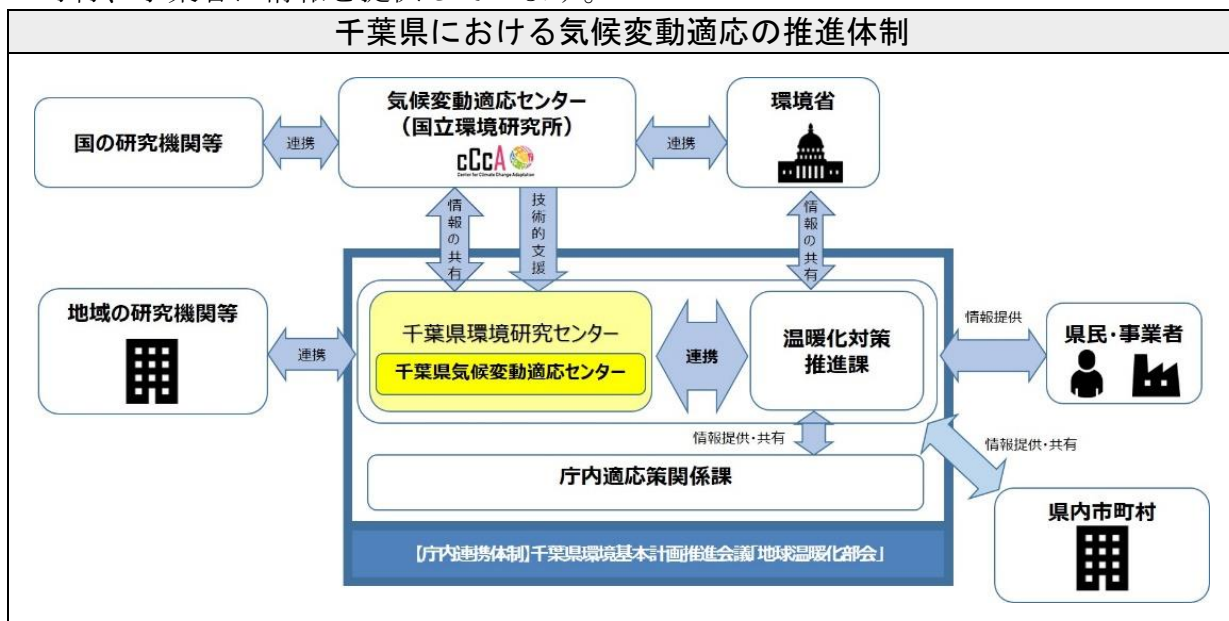 千葉県における気候変動適応の推進体制
国の研究機関等
連携
気候変動適応センター
(国立環境研究所)
cCcA
Center for Climate Change Adaptation
連携
環境省
情報の共有
技術的支援
情報の共有
地域の研究機関等
連携
千葉県環境研究センター
千葉県気候変動適応センター
連携
温暖化対策
推進課
情報提供
県民・事業者
情報提供・共有
庁内適応策関係課
情報提供・共有
県内市町村
【庁内連携体制】千葉県環境基本計画推進会議「地球温暖化部会」